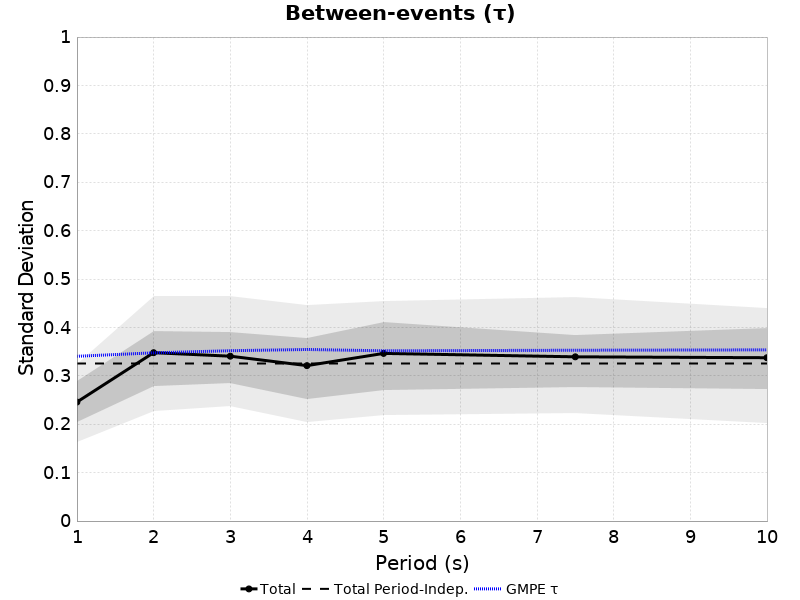 Between-events (τ)
1
0.9
0.8
0.7
0.6
0.5
0.4
0.3
0.2
0.1
0
Standard Deviation
1 2 3 4 5 6 7 8 9 10
Period (s)
Total Total Period-Indep. GMPE τ